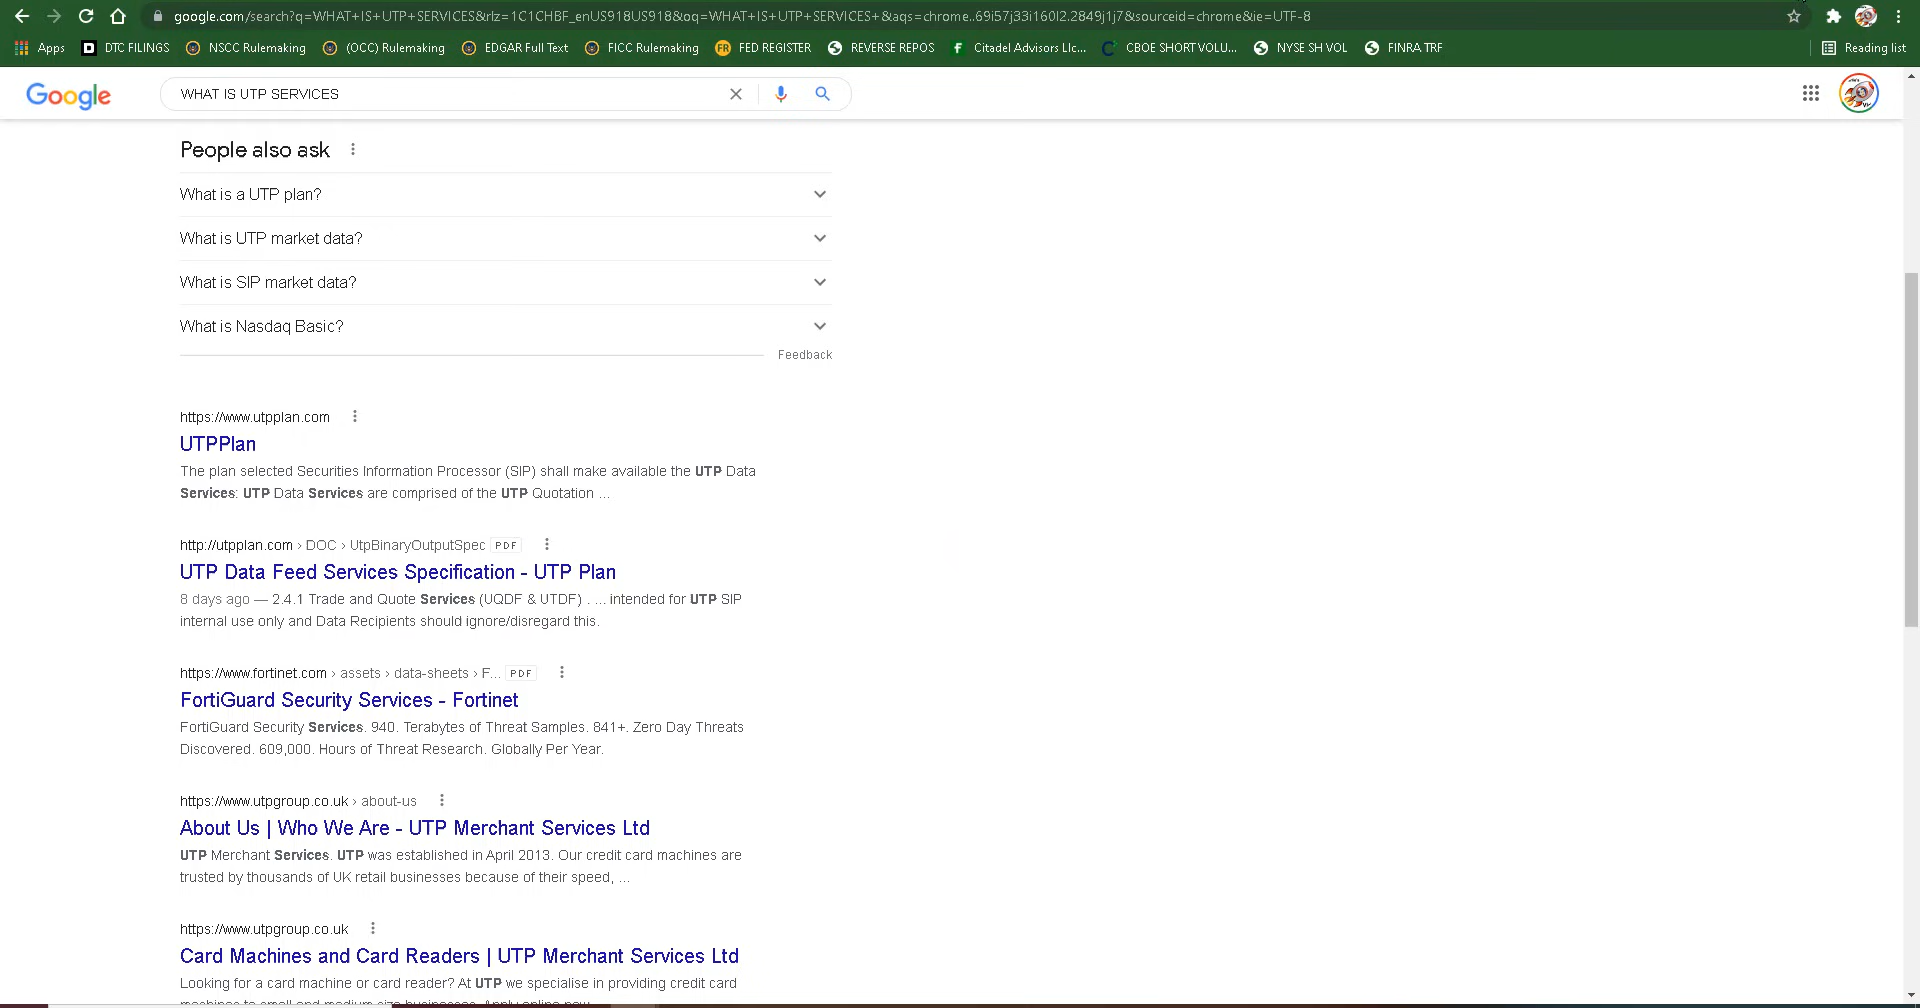 google.com/search?q=WHAT+IS+UTP+SERVICES&rlz=1C1CHBF_enUS918US918&oq=WHAT+IS+UTP+SERVICES+&aqs=chrome..69i57j33i160l2.2849j1j7&sourceid=chrome&ie=UTF-8
Apps DTC FILINGS NSCC Rulemaking (OCC) Rulemaking EDGAR Full Text FICC Rulemaking FR FED REGISTER REVERSE REPOS Citadel Advisors Llc... CBOE SHORT VOLU... NYSE SH VOL FINRA TRF Reading list
Google WHAT IS UTP SERVICES
People also ask
What is a UTP plan?
What is UTP market data?
What is SIP market data?
What is Nasdaq Basic?
Feedback
https://www.utpplan.com
UTPPlan
The plan selected Securities Information Processor (SIP) shall make available the UTP Data
Services: UTP Data Services are comprised of the UTP Quotation ...
http://utpplan.com › DOC › UtpBinaryOutputSpec PDF
UTP Data Feed Services Specification - UTP Plan
8 days ago — 2.4.1 Trade and Quote Services (UQDF & UTDF) . ... intended for UTP SIP
internal use only and Data Recipients should ignore/disregard this.
https://www.fortinet.com › assets › data-sheets › F... PDF
FortiGuard Security Services - Fortinet
FortiGuard Security Services. 940. Terabytes of Threat Samples. 841+. Zero Day Threats
Discovered. 609,000. Hours of Threat Research. Globally Per Year.
https://www.utpgroup.co.uk › about-us
About Us | Who We Are - UTP Merchant Services Ltd
UTP Merchant Services. UTP was established in April 2013. Our credit card machines are
trusted by thousands of UK retail businesses because of their speed, ...
https://www.utpgroup.co.uk
Card Machines and Card Readers | UTP Merchant Services Ltd
Looking for a card machine or card reader? At UTP we specialise in providing credit card
machines to small and medium size businesses. Apply online now.